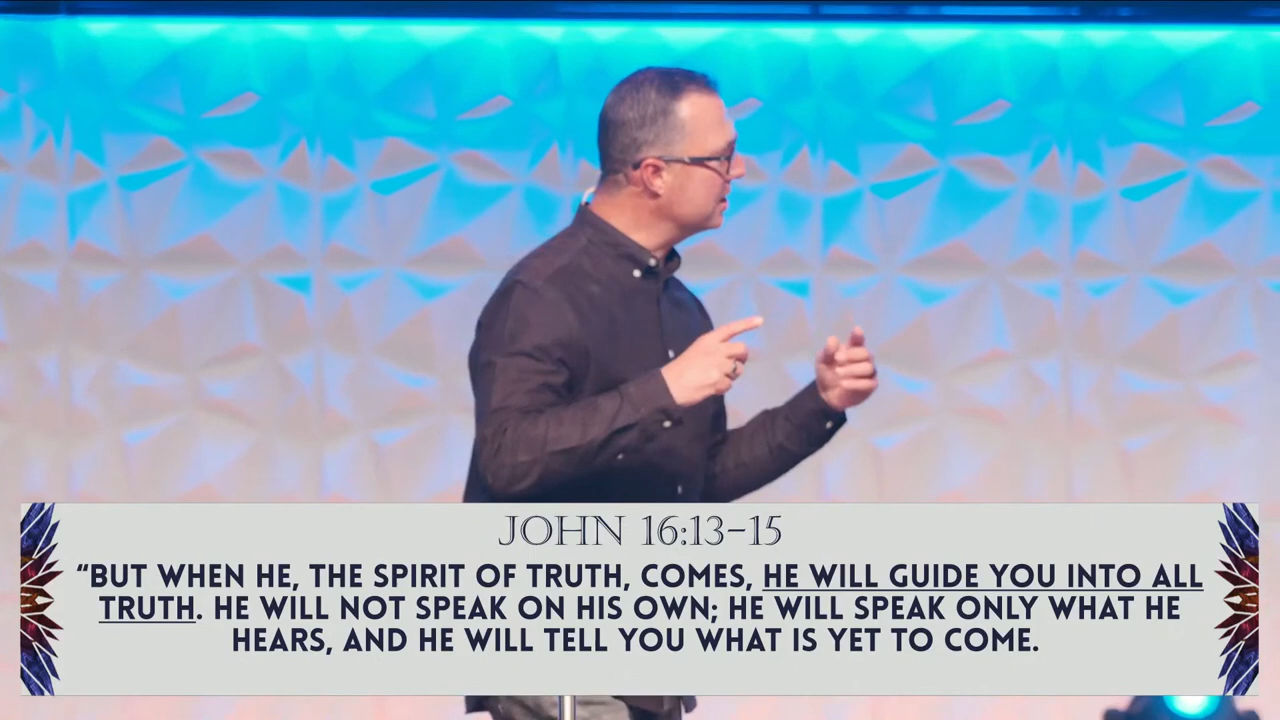 JOHN 16:13-15
“BUT WHEN HE, THE SPIRIT OF TRUTH, COMES, HE WILL GUIDE YOU INTO ALL
TRUTH. HE WILL NOT SPEAK ON HIS OWN; HE WILL SPEAK ONLY WHAT HE
HEARS, AND HE WILL TELL YOU WHAT IS YET TO COME.